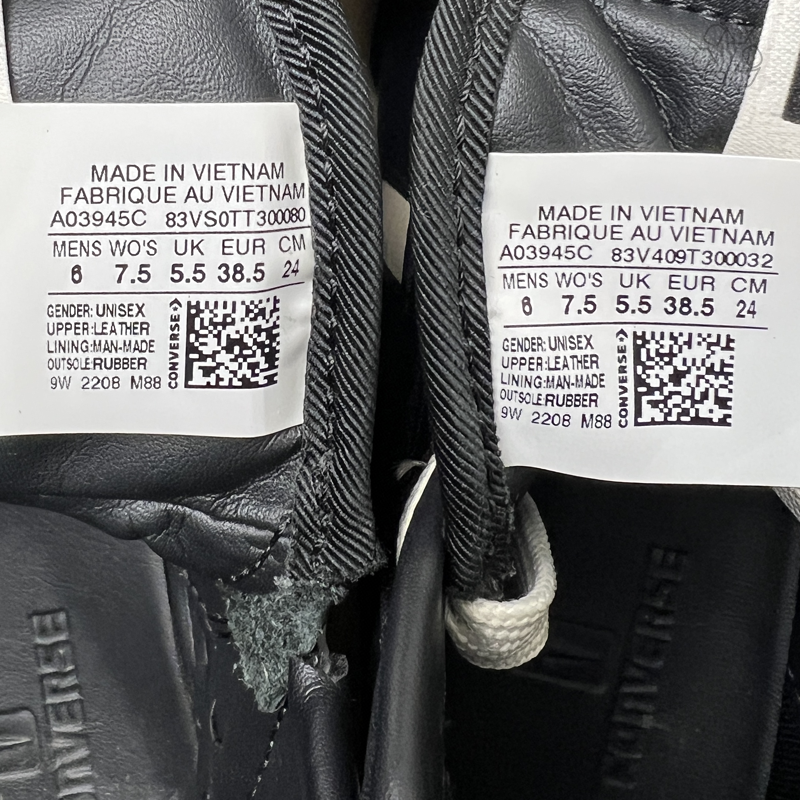 MADE IN VIETNAM
FABRIQUE AU VIETNAM
A03945C 83VS0TT300080
MENS WO'S UK EUR CM
6 7.5 5.5 38.5 24
GENDER: UNISEX
UPPER: LEATHER
LINING: MAN-MADE
OUTSOLE: RUBBER
9W 2208 M88
CONVERSE
MADE IN VIETNAM
FABRIQUE AU VIETNAM
A03945C 83V409T300032
MENS WO'S UK EUR CM
6 7.5 5.5 38.5 24
GENDER: UNISEX
UPPER: LEATHER
LINING: MAN-MADE
OUTSOLE: RUBBER
9W 2208 M88
CONVERSE
CONVERSE
CONVERSE